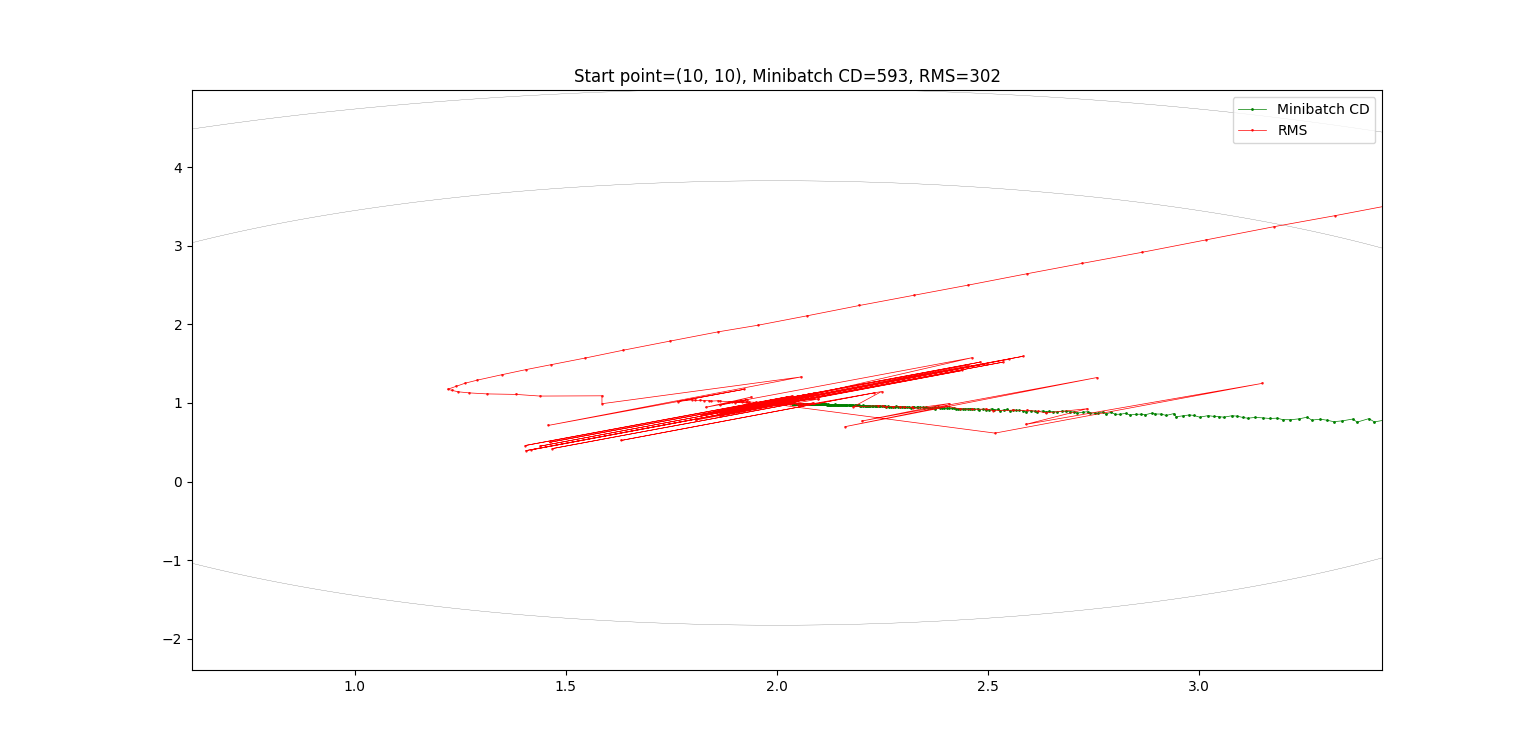 Start point=(10, 10), Minibatch CD=593, RMS=302
Minibatch CD
RMS
4
3
2
1
0
−1
−2
1.0 1.5 2.0 2.5 3.0